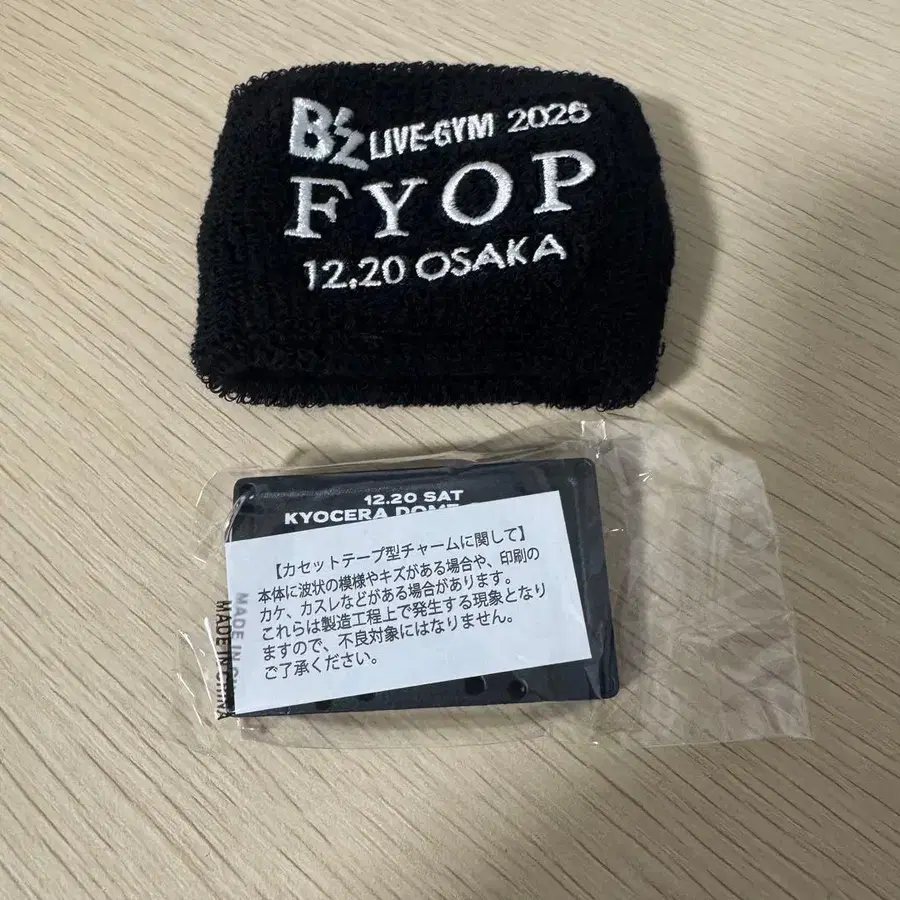 B'z LIVE-GYM 2025
FYOP
12.20 OSAKA
12.20 SAT
KYOCERA DOME
【カセットテープ型チャームに関して】
本体に波状の模様やキズがある場合や、印刷の
カケ、カスレなどがある場合があります。
これらは製造工程上で発生する現象となり
ますので、不良対象にはなりません。
ご了承ください。
MADE IN CHINA